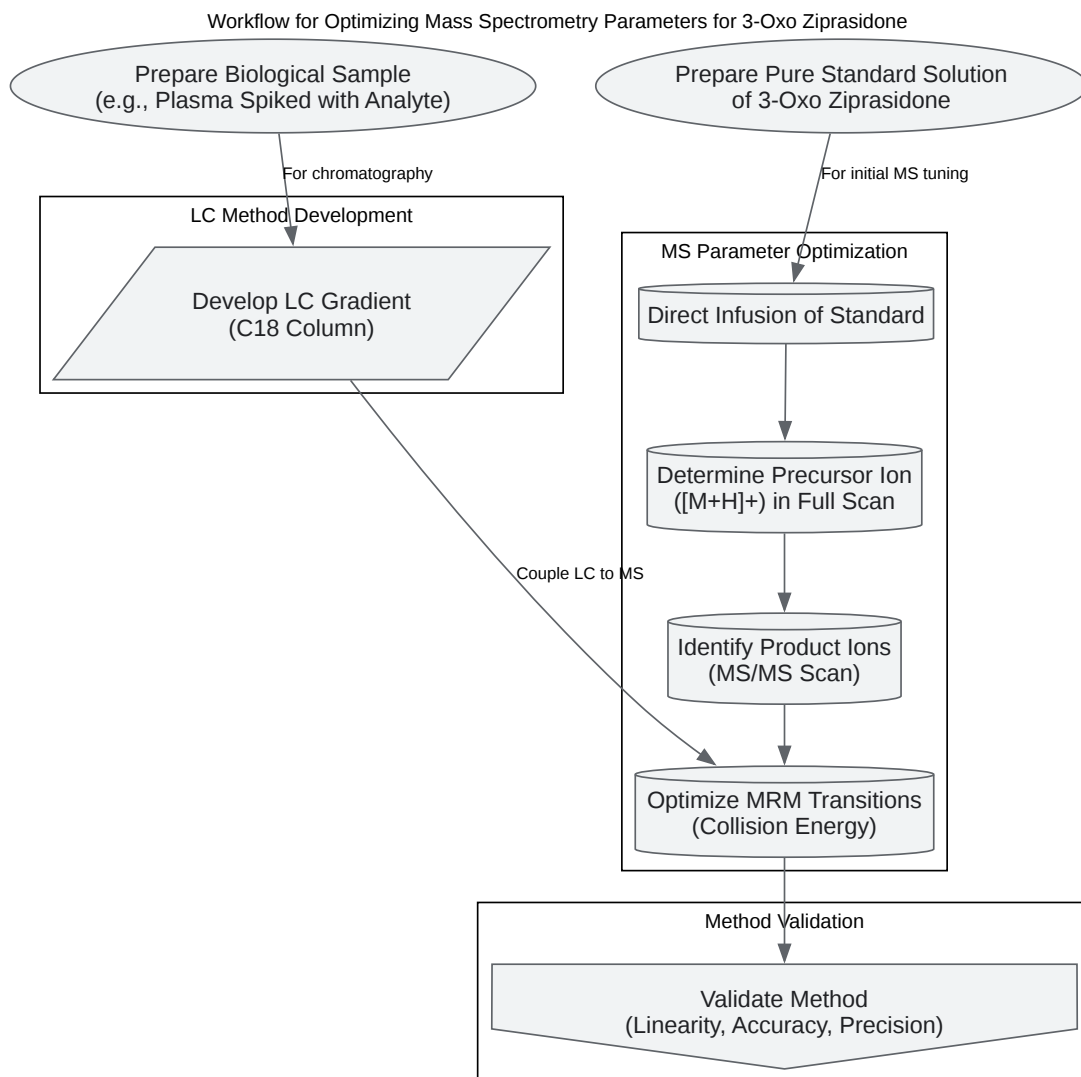 Workflow for Optimizing Mass Spectrometry Parameters for 3-Oxo Ziprasidone
Prepare Biological Sample
(e.g., Plasma Spiked with Analyte)
Prepare Pure Standard Solution
of 3-Oxo Ziprasidone
For chromatography
For initial MS tuning
LC Method Development
Develop LC Gradient
(C18 Column)
MS Parameter Optimization
Direct Infusion of Standard
Determine Precursor Ion
([M+H]+) in Full Scan
Couple LC to MS
Identify Product Ions
(MS/MS Scan)
Optimize MRM Transitions
(Collision Energy)
Method Validation
Validate Method
(Linearity, Accuracy, Precision)